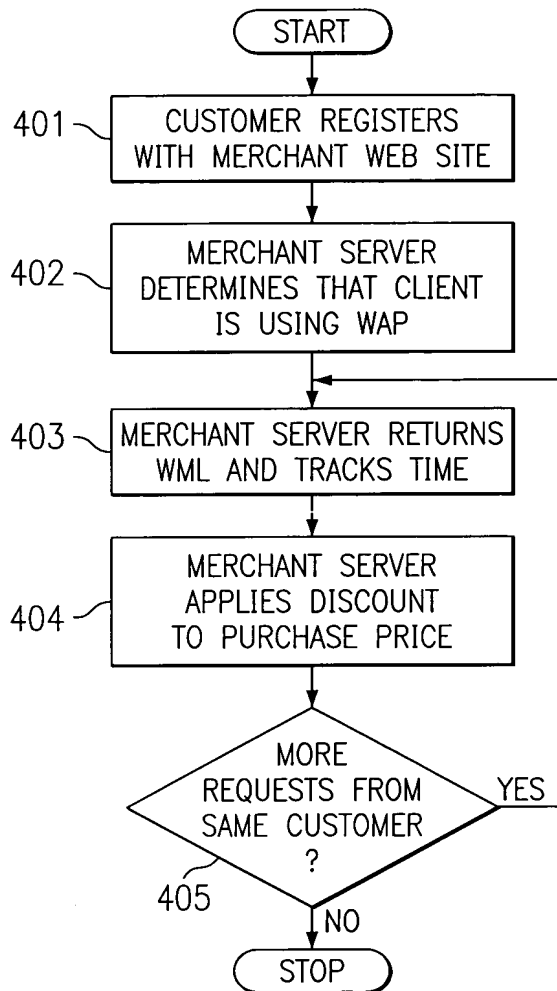 START
401
CUSTOMER REGISTERS
WITH MERCHANT WEB SITE
402
MERCHANT SERVER
DETERMINES THAT CLIENT
IS USING WAP
403
MERCHANT SERVER RETURNS
WML AND TRACKS TIME
404
MERCHANT SERVER
APPLIES DISCOUNT
TO PURCHASE PRICE
MORE
REQUESTS FROM
SAME CUSTOMER
?
YES
405
NO
STOP